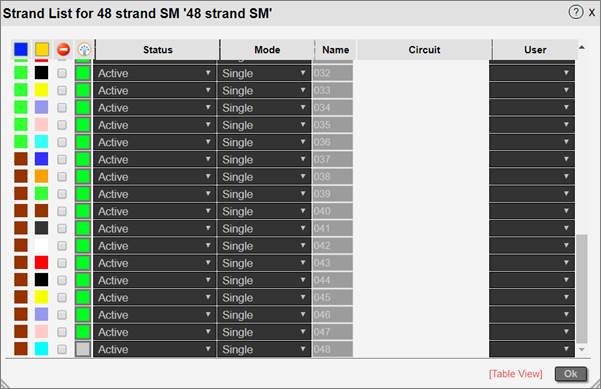 Strand List for 48 strand SM '48 strand SM' ? x
Status Mode Name Circuit User
Active Single 032
Active Single 033
Active Single 034
Active Single 035
Active Single 036
Active Single 037
Active Single 038
Active Single 039
Active Single 040
Active Single 041
Active Single 042
Active Single 043
Active Single 044
Active Single 045
Active Single 046
Active Single 047
Active Single 048
[Table View] Ok